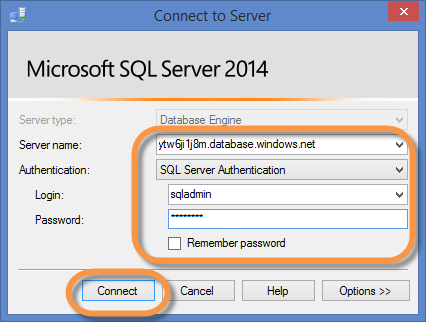 Connect to Server
Microsoft SQL Server 2014
Server type: Database Engine
Server name: ytw6ji1j8m.database.windows.net
Authentication: SQL Server Authentication
Login: sqladmin
Password: ********
Remember password
Connect Cancel Help Options >>